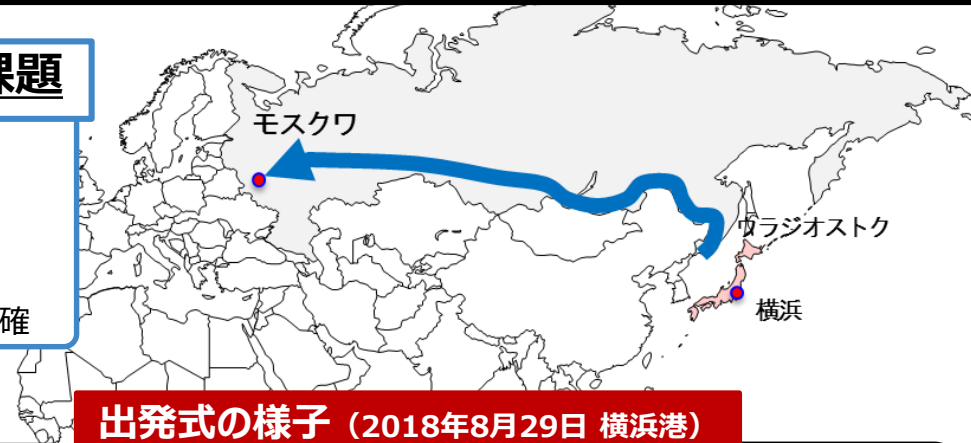 課題
確
モスクワ
ウラジオストク
横浜
出発式の様子（2018年8月29日 横浜港）